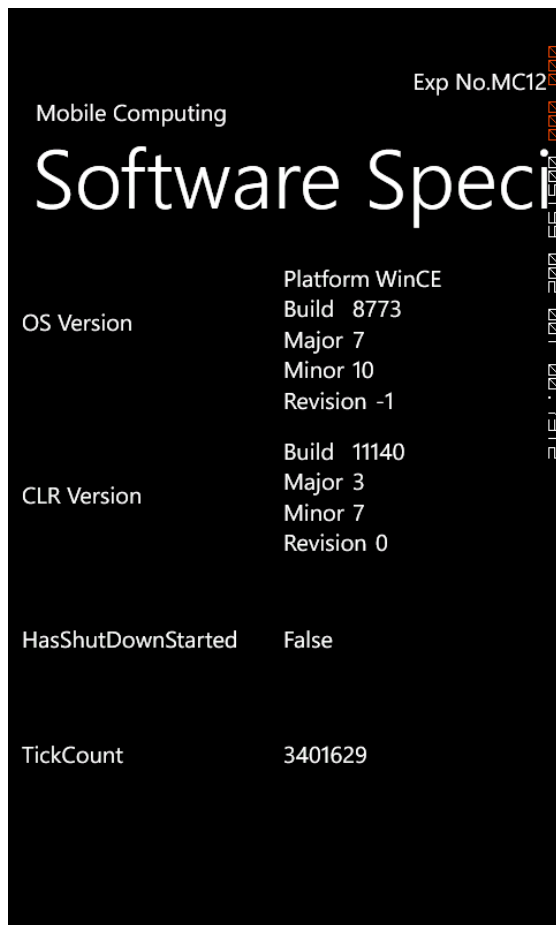 Exp No.MC12
Mobile Computing
Software Speci
Platform WinCE
Build 8773
OS Version
Major 7
Minor 10
Revision -1
Build 11140
Major 3
CLR Version
Minor 7
Revision 0
HasShutDownStarted False
TickCount 3401629